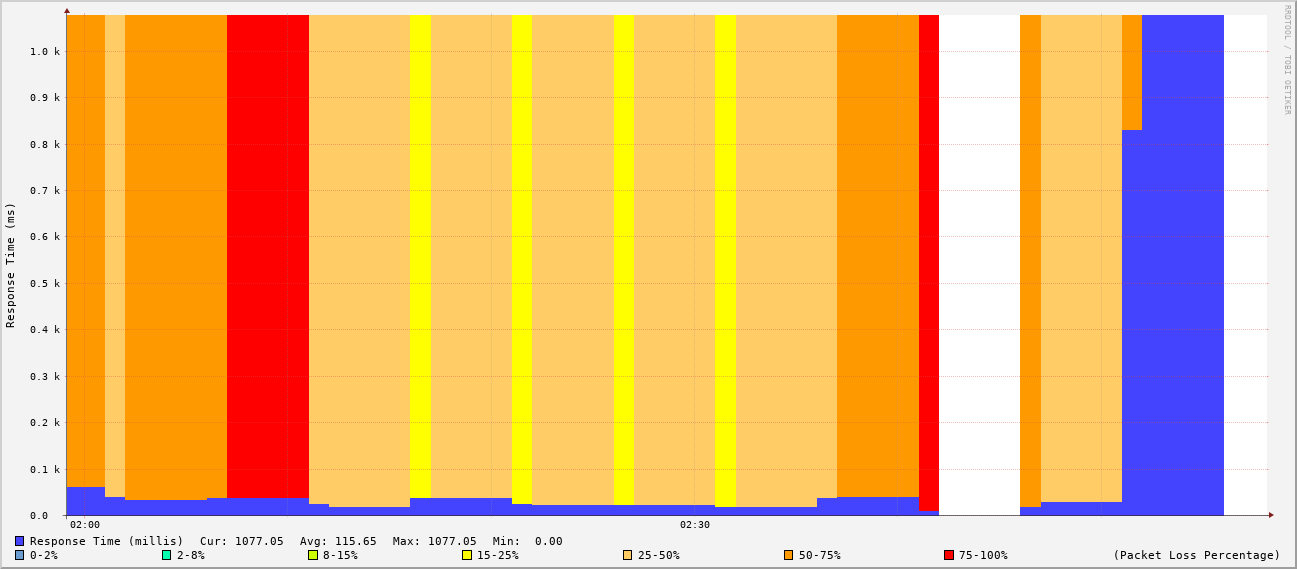 RRDTOOL / TOBI OETIKER
Response Time (ms)
1.0 k
0.9 k
0.8 k
0.7 k
0.6 k
0.5 k
0.4 k
0.3 k
0.2 k
0.1 k
0.0
02:00 02:30
Response Time (millis) Cur: 1077.05 Avg: 115.65 Max: 1077.05 Min: 0.00
0-2% 2-8% 8-15% 15-25% 25-50% 50-75% 75-100% (Packet Loss Percentage)